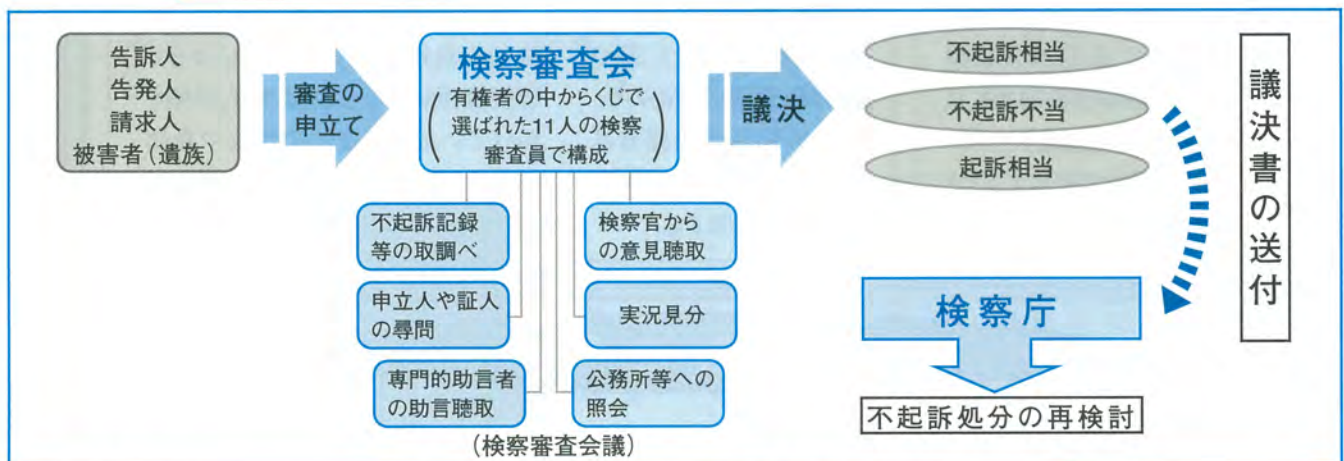 告訴人
告発人
請求人
被害者(遺族)
審査の
申立て
検察審査会
(有権者の中からくじで
選ばれた11人の検察
審査員で構成)
不起訴記録
等の取調べ
検察官から
の意見聴取
申立人や証人
の尋問
実況見分
専門的助言者
の助言聴取
公務所等への
照会
(検察審査会議)
議決
不起訴相当
不起訴不当
起訴相当
議決書の送付
検察庁
不起訴処分の再検討